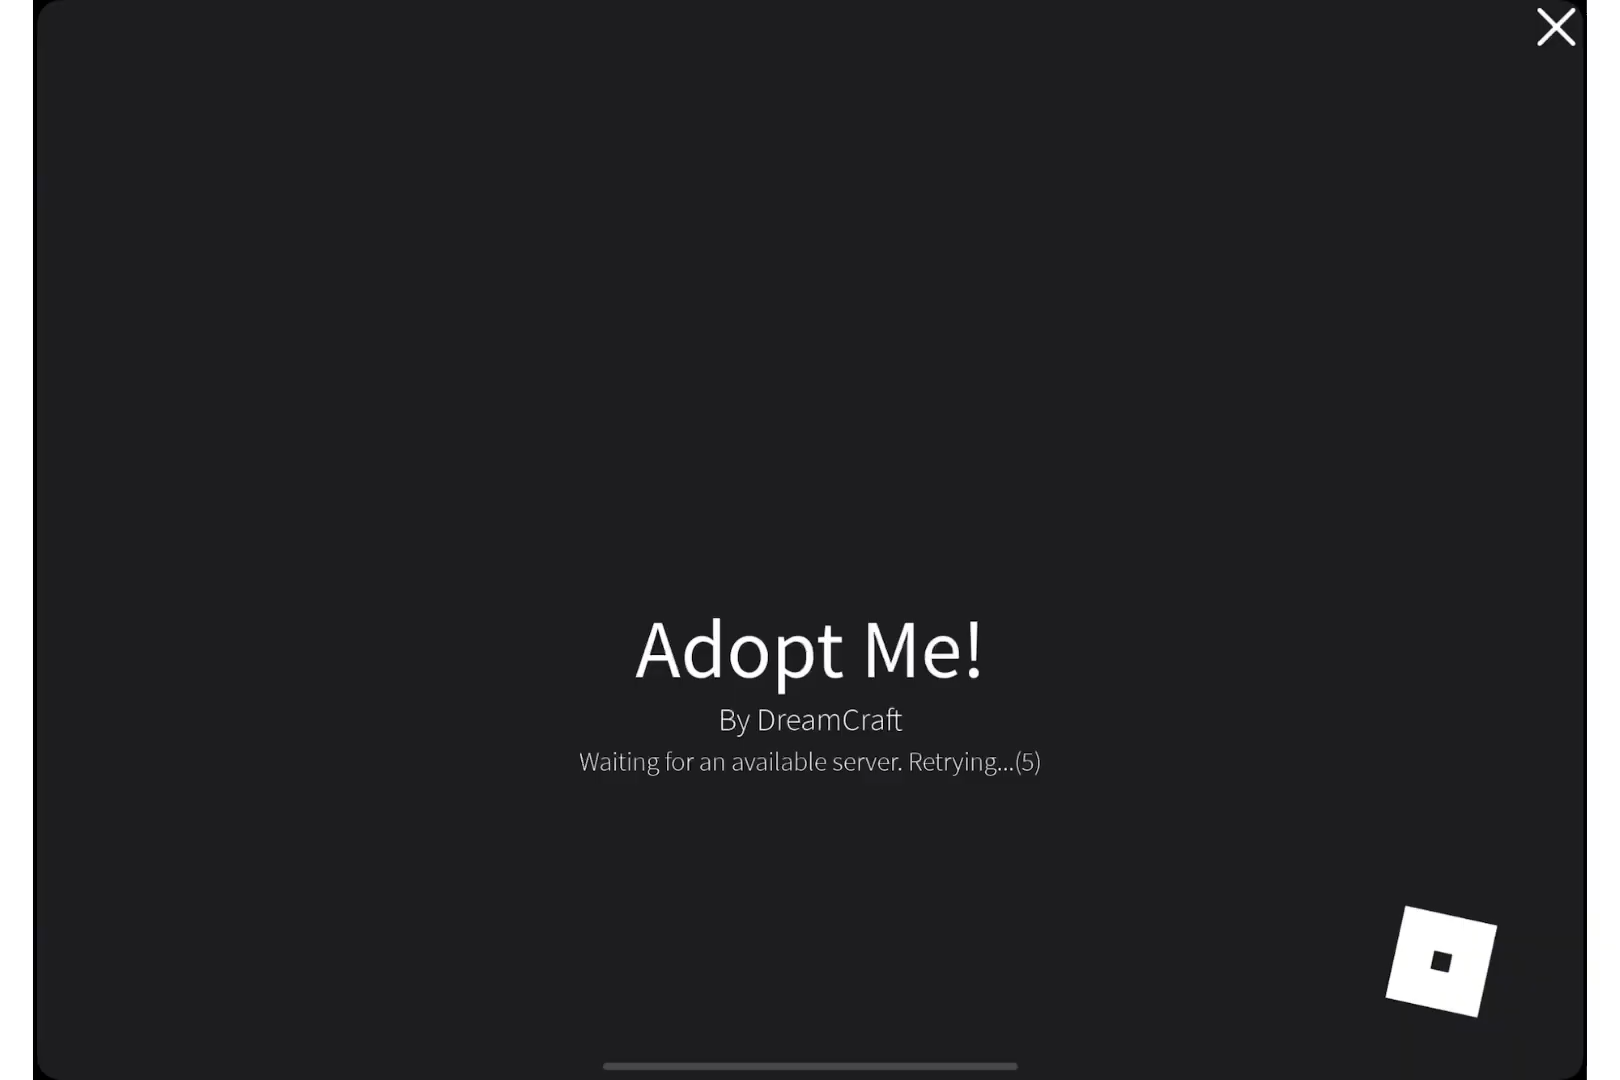 Adopt Me!
By DreamCraft
Waiting for an available server. Retrying...(5)